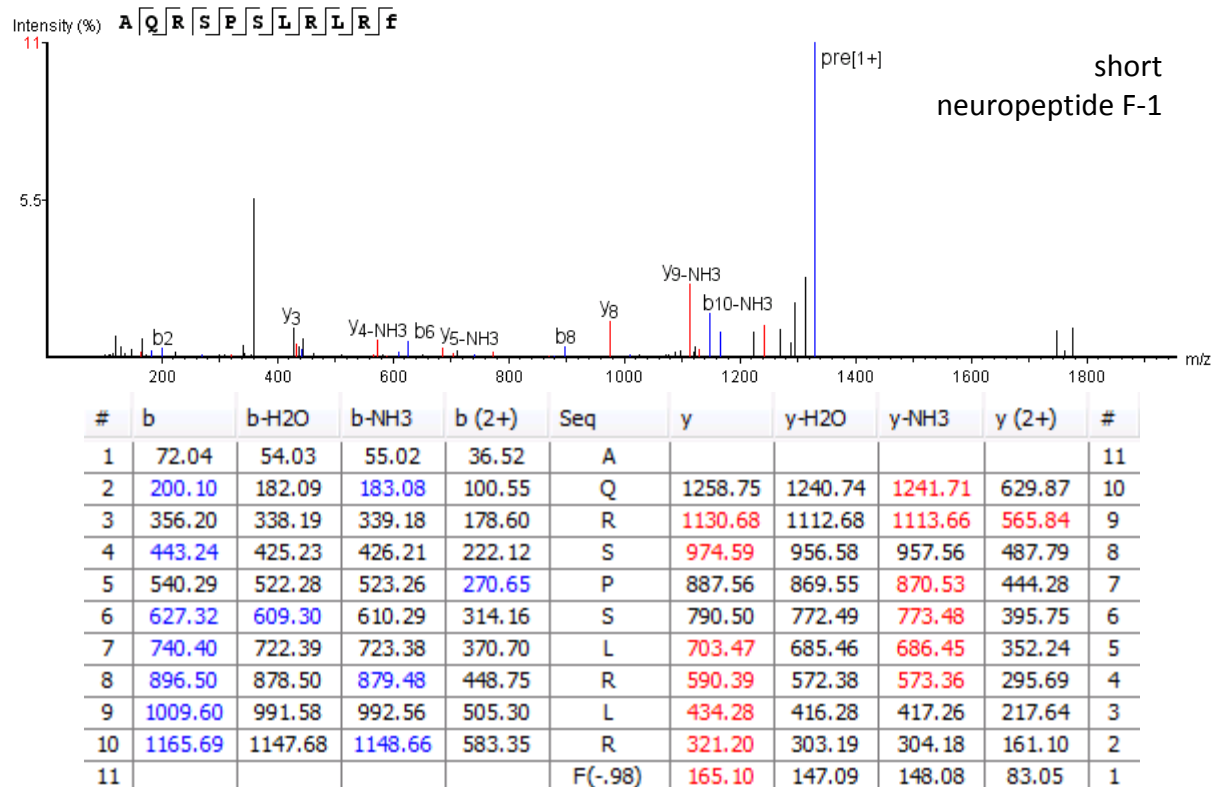 Intensity (%) A Q R S P S L R L R f
11
pre[1+]
short
neuropeptide F-1
5.5
y9-NH3
b10-NH3
y8
y3
y4-NH3 b6 y5-NH3
b2
b8
200 400 600 800 1000 1200 1400 1600 1800 m/z
# b b-H2O b-NH3 b (2+) Seq y y-H2O y-NH3 y (2+) #
1 72.04 54.03 55.02 36.52 A 11
2 200.10 182.09 183.08 100.55 Q 1258.75 1240.74 1241.71 629.87 10
3 356.20 338.19 339.18 178.60 R 1130.68 1112.68 1113.66 565.84 9
4 443.24 425.23 426.21 222.12 S 974.59 956.58 957.56 487.79 8
5 540.29 522.28 523.26 270.65 P 887.56 869.55 870.53 444.28 7
6 627.32 609.30 610.29 314.16 S 790.50 772.49 773.48 395.75 6
7 740.40 722.39 723.38 370.70 L 703.47 685.46 686.45 352.24 5
8 896.50 878.50 879.48 448.75 R 590.39 572.38 573.36 295.69 4
9 1009.60 991.58 992.56 505.30 L 434.28 416.28 417.26 217.64 3
10 1165.69 1147.68 1148.66 583.35 R 321.20 303.19 304.18 161.10 2
11 F(-.98) 165.10 147.09 148.08 83.05 1